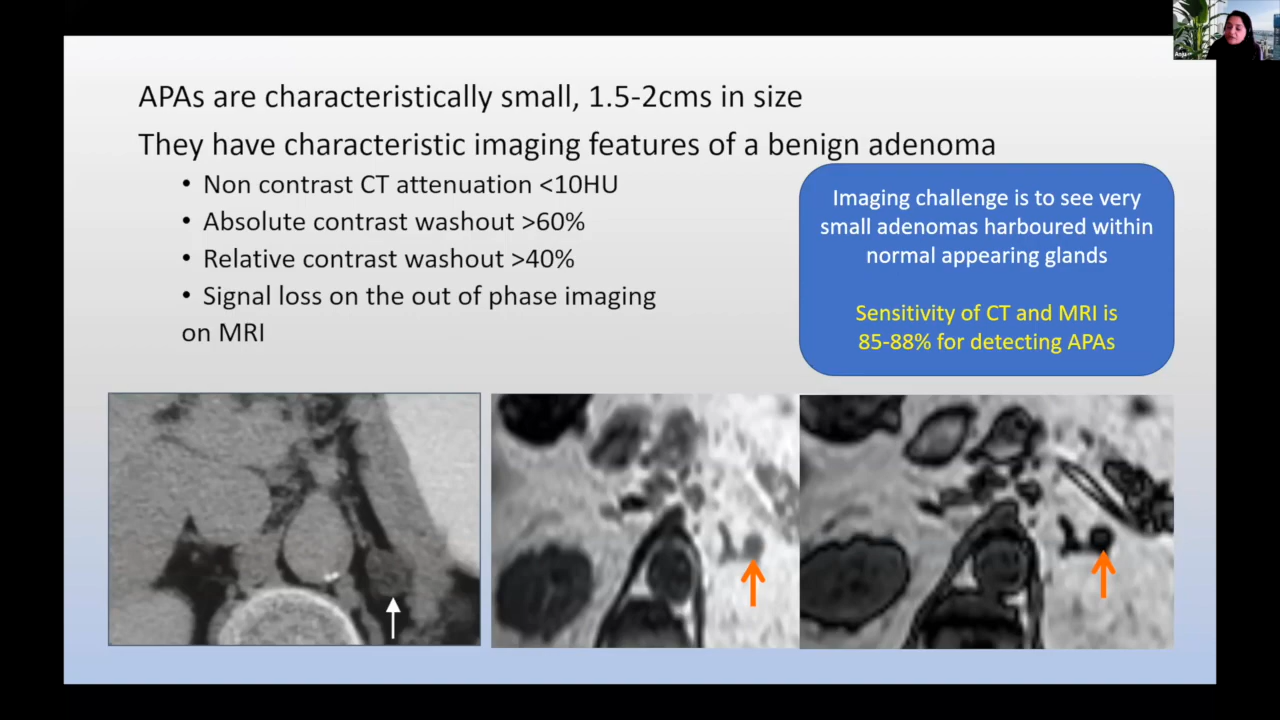 APAs are characteristically small, 1.5-2cms in size
They have characteristic imaging features of a benign adenoma
• Non contrast CT attenuation <10HU
• Absolute contrast washout >60%
• Relative contrast washout >40%
• Signal loss on the out of phase imaging
on MRI
Imaging challenge is to see very
small adenomas harboured within
normal appearing glands
Sensitivity of CT and MRI is
85-88% for detecting APAs